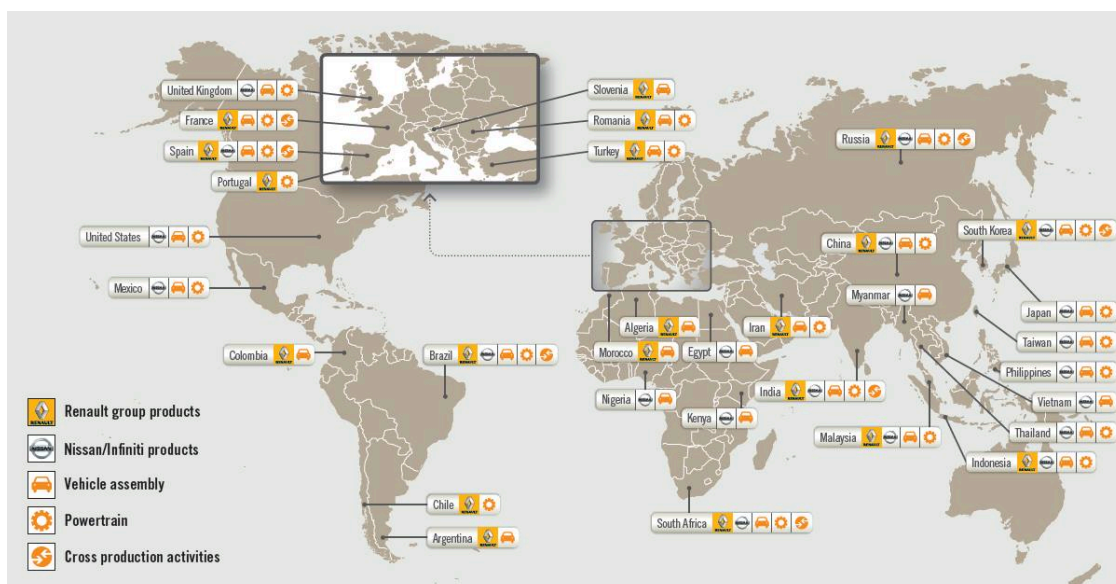 United Kingdom
France
Spain
Portugal
Slovenia
Romania
Turkey
Russia
United States
Mexico
China
South Korea
Myanmar
Japan
Algeria
Iran
Taiwan
Colombia
Brazil
Morocco
Egypt
Philippines
Nigeria
India
Vietnam
Kenya
Malaysia
Thailand
Indonesia
Chile
South Africa
Argentina
RENAULT
Renault group products
NISSAN
Nissan/Infiniti products
Vehicle assembly
Powertrain
Cross production activities